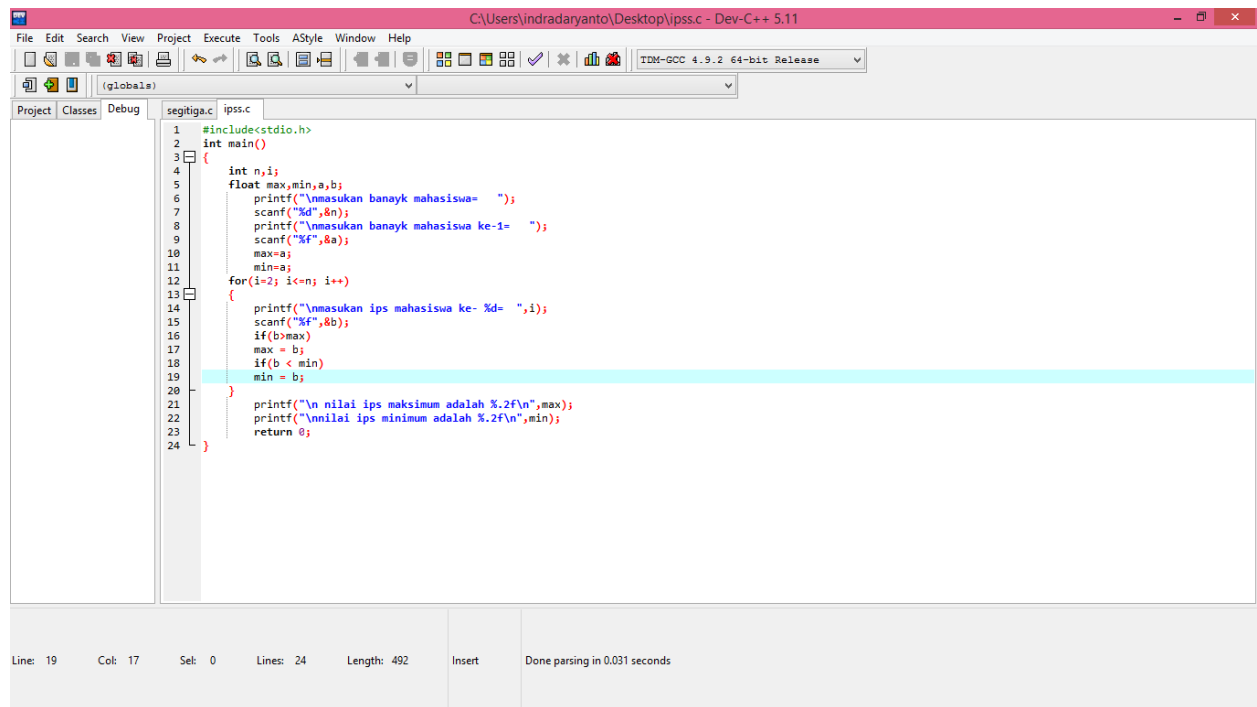 C:\Users\indradaryanto\Desktop\ipss.c - Dev-C++ 5.11
File Edit Search View Project Execute Tools AStyle Window Help
TDM-GCC 4.9.2 64-bit Release
(globals)
Project Classes Debug segitiga.c ipss.c
1 #include<stdio.h>
2 int main()
3 {
4 int n,i;
5 float max,min,a,b;
6 printf("\nmasukan banayk mahasiswa=   ");
7 scanf("%d",&n);
8 printf("\nmasukan banayk mahasiswa ke-1=   ");
9 scanf("%f",&a);
10 max=a;
11 min=a;
12 for(i=2; i<=n; i++)
13 {
14 printf("\nmasukan ips mahasiswa ke- %d=  ",i);
15 scanf("%f",&b);
16 if(b>max)
17 max = b;
18 if(b < min)
19 min = b;
20 }
21 printf("\n nilai ips maksimum adalah %.2f\n",max);
22 printf("\nnilai ips minimum adalah %.2f\n",min);
23 return 0;
24 }
Line: 19 Col: 17 Sel: 0 Lines: 24 Length: 492 Insert Done parsing in 0.031 seconds